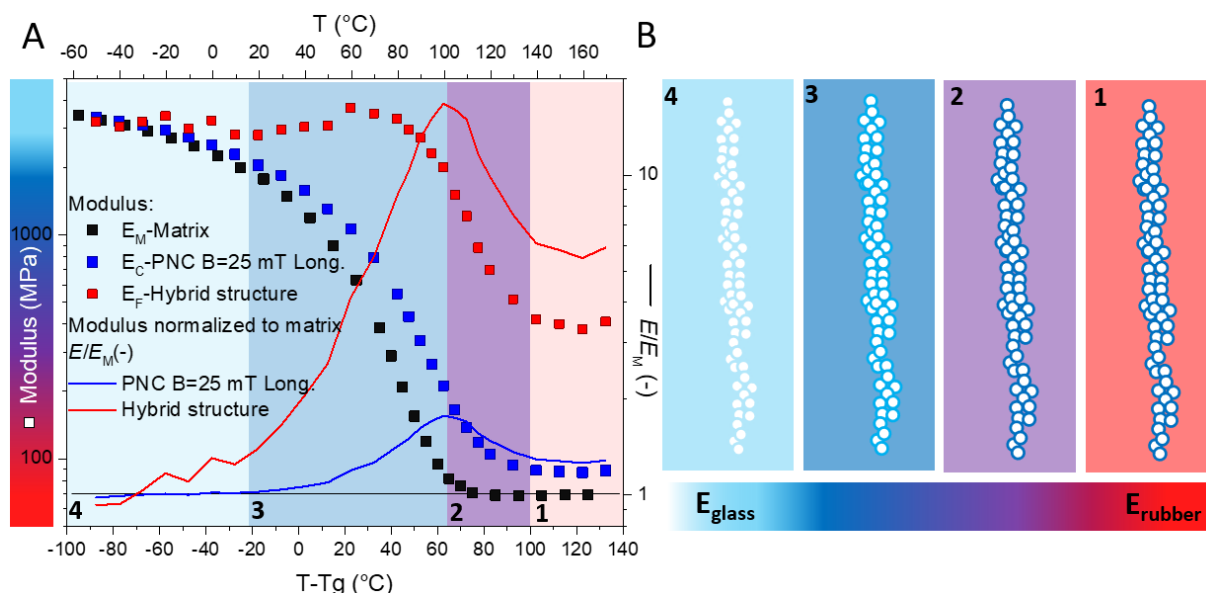 A
T (°C)
-60 -40 -20 0 20 40 60 80 100 120 140 160
Modulus (MPa)
1000
100
Modulus:
E_M-Matrix
E_C-PNC B=25 mT Long.
E_F-Hybrid structure
Modulus normalized to matrix
E/E_M(-)
PNC B=25 mT Long.
Hybrid structure
4 3 2 1
10
1
E/E_M (-)
-100 -80 -60 -40 -20 0 20 40 60 80 100 120 140
T-Tg (°C)
B
4 3 2 1
E_glass E_rubber